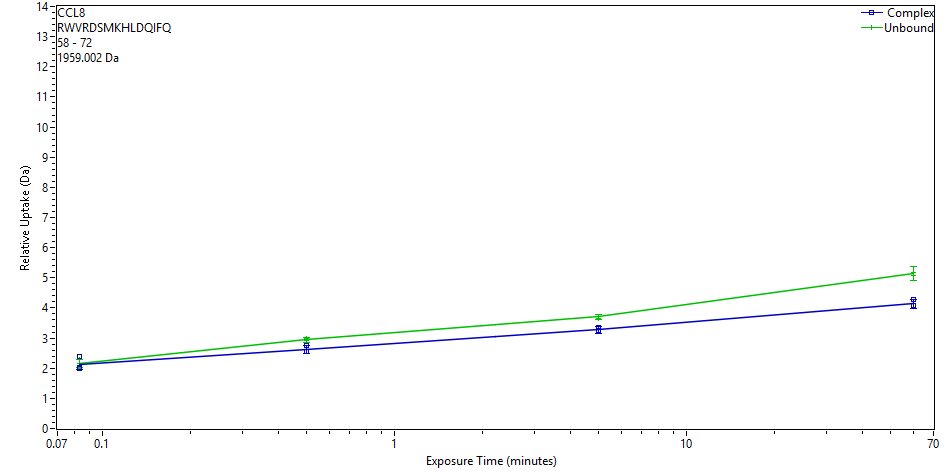 CCL8
RWVRDSMKHLDQIFQ
58 - 72
1959.002 Da
Complex
Unbound
14
13
12
11
10
9
8
7
6
5
4
3
2
1
0
Relative Uptake (Da)
0.07 0.1 1 10 70
Exposure Time (minutes)